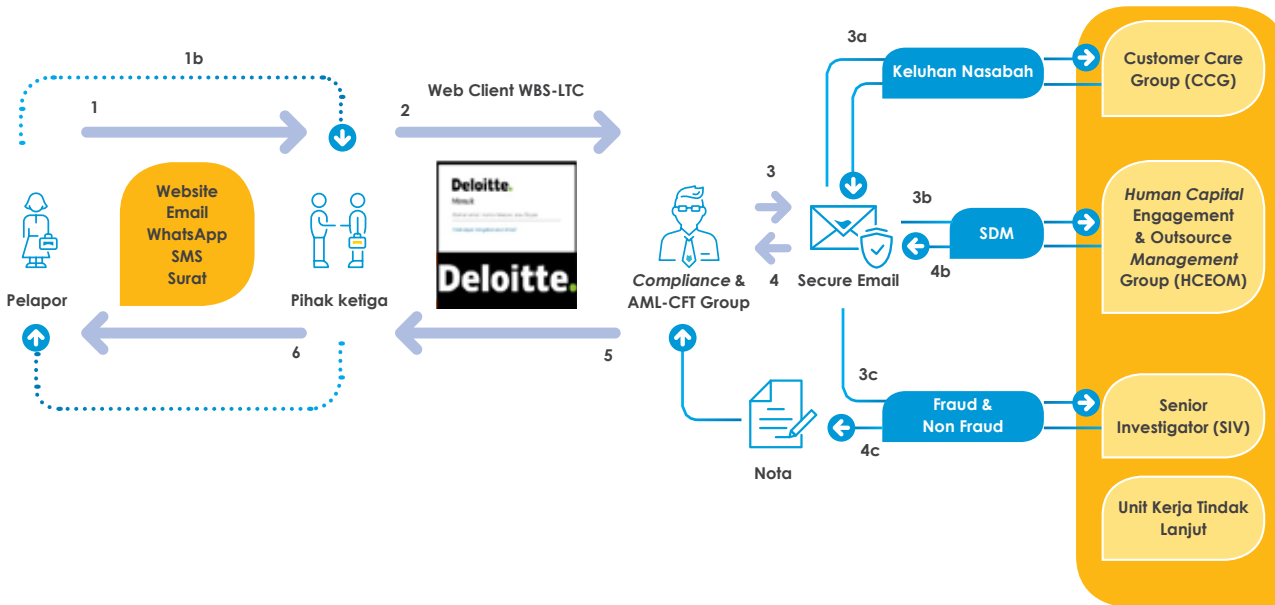 1b
1
2
Web Client WBS-LTC
Website
Email
WhatsApp
SMS
Surat
Pelapor
Pihak ketiga
6
5
Deloitte.
Masuk
Deloitte.
Compliance &
AML-CFT Group
3
4
Secure Email
3a
Keluhan Nasabah
Customer Care
Group (CCG)
3b
SDM
4b
Human Capital
Engagement
& Outsource
Management
Group (HCEOM)
3c
Fraud &
Non Fraud
4c
Nota
Senior
Investigator (SIV)
Unit Kerja Tindak
Lanjut